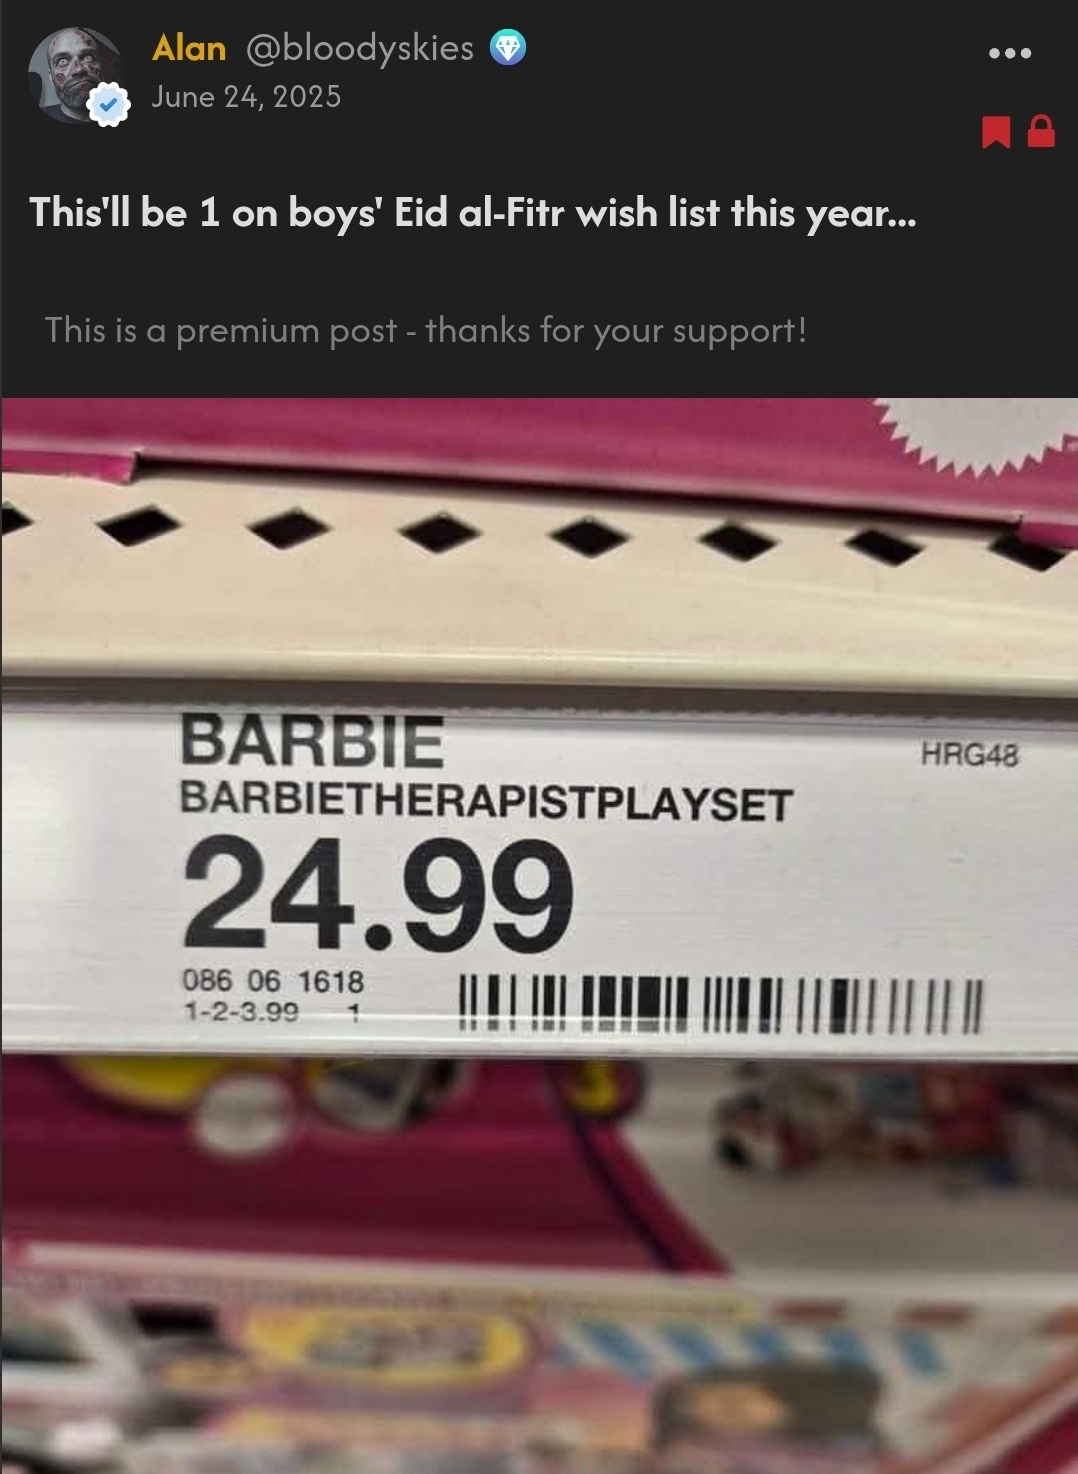 Alan @bloodyskies
June 24, 2025
This'll be 1 on boys' Eid al-Fitr wish list this year...
This is a premium post - thanks for your support!
BARBIE
HRG48
BARBIETHERAPISTPLAYSET
24.99
086 06 1618
1-2-3.99 1
3